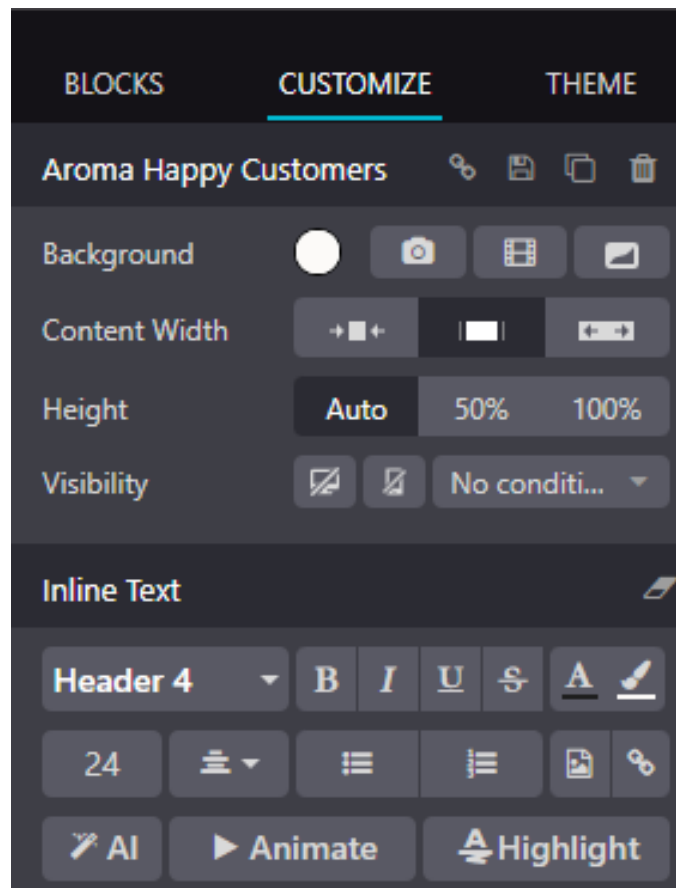 BLOCKS CUSTOMIZE THEME
Aroma Happy Customers
Background
Content Width
Height Auto 50% 100%
Visibility No conditi...
Inline Text
Header 4 B I U S A
24
AI Animate A Highlight